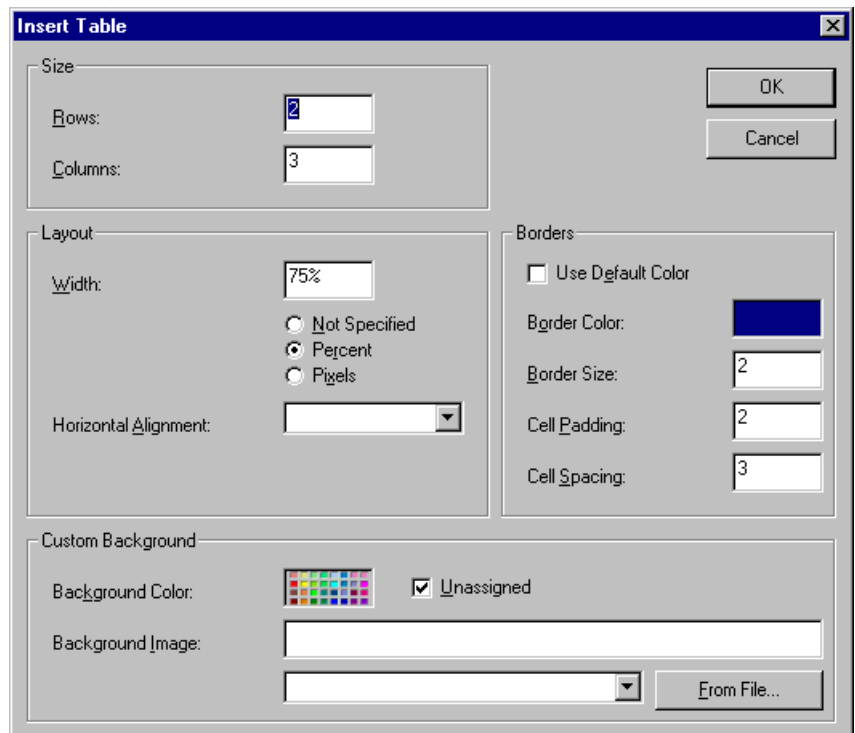 Insert Table
Size
OK
Rows: 2
Cancel
Columns: 3
Layout
Borders
Width: 75%
Use Default Color
Not Specified
Border Color:
Percent
Pixels
Border Size: 2
Horizontal Alignment:
Cell Padding: 2
Cell Spacing: 3
Custom Background
Background Color:
Unassigned
Background Image:
From File...